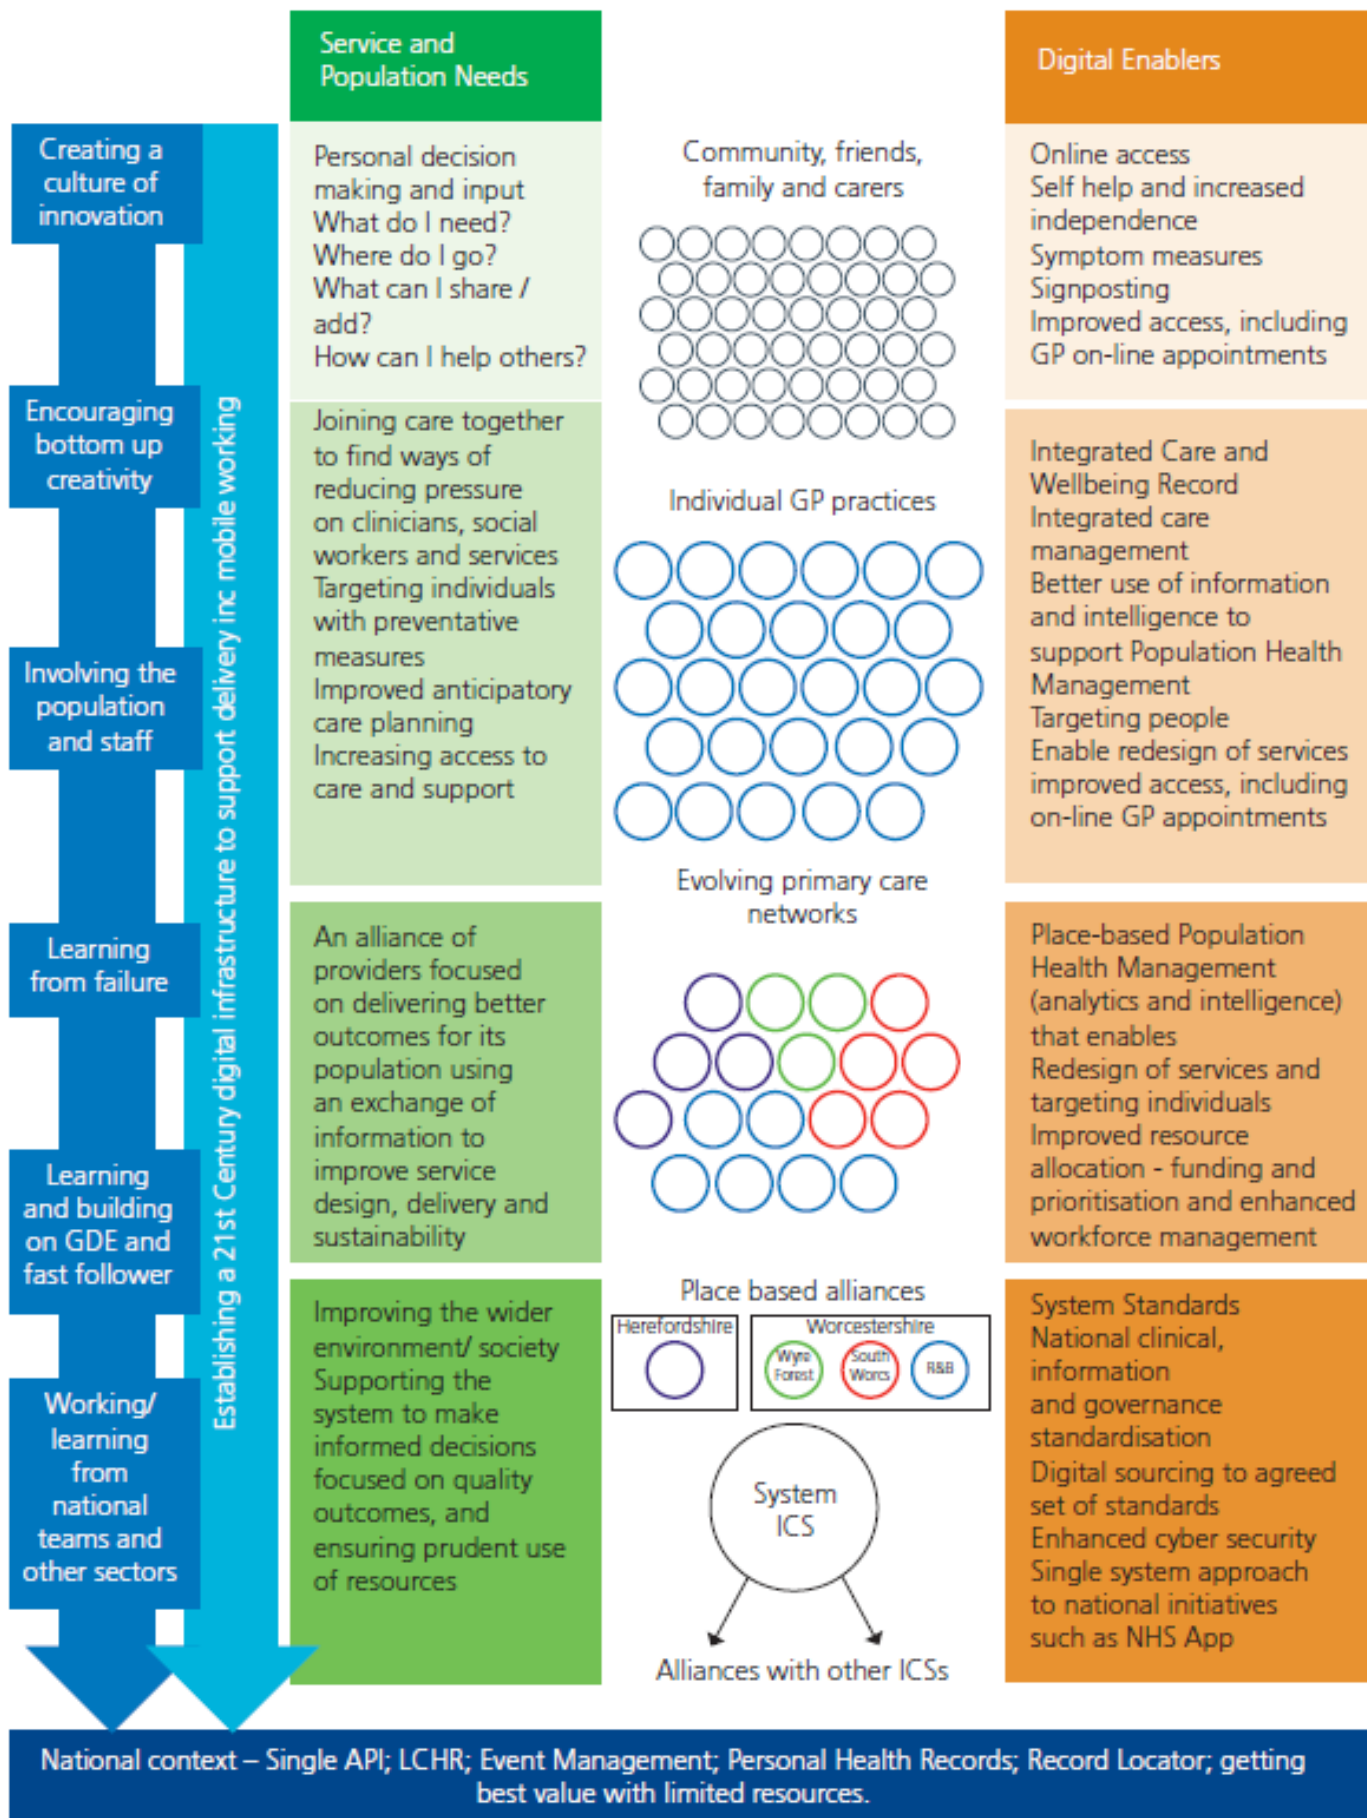 Service and
Population Needs
Digital Enablers
Creating a
culture of
innovation
Encouraging
bottom up
creativity
Involving the
population
and staff
Learning
from failure
Learning
and building
on GDE and
fast follower
Working/
learning
from
national
teams and
other sectors
Establishing a 21st Century digital infrastructure to support delivery inc mobile working
Personal decision
making and input
What do I need?
Where do I go?
What can I share /
add?
How can I help others?
Community, friends,
family and carers
Online access
Self help and increased
independence
Symptom measures
Signposting
Improved access, including
GP on-line appointments
Joining care together
to find ways of
reducing pressure
on clinicians, social
workers and services
Targeting individuals
with preventative
measures
Improved anticipatory
care planning
Increasing access to
care and support
Individual GP practices
Integrated Care and
Wellbeing Record
Integrated care
management
Better use of information
and intelligence to
support Population Health
Management
Targeting people
Enable redesign of services
improved access, including
on-line GP appointments
An alliance of
providers focused
on delivering better
outcomes for its
population using
an exchange of
information to
improve service
design, delivery and
sustainability
Evolving primary care
networks
Place-based Population
Health Management
(analytics and intelligence)
that enables
Redesign of services and
targeting individuals
Improved resource
allocation - funding and
prioritisation and enhanced
workforce management
Improving the wider
environment/ society
Supporting the
system to make
informed decisions
focused on quality
outcomes, and
ensuring prudent use
of resources
Place based alliances
Herefordshire
Worcestershire
Wyre
Forest
South
Worcs
R&B
System
ICS
Alliances with other ICSs
System Standards
National clinical,
information
and governance
standardisation
Digital sourcing to agreed
set of standards
Enhanced cyber security
Single system approach
to national initiatives
such as NHS App
National context – Single API; LCHR; Event Management; Personal Health Records; Record Locator; getting
best value with limited resources.